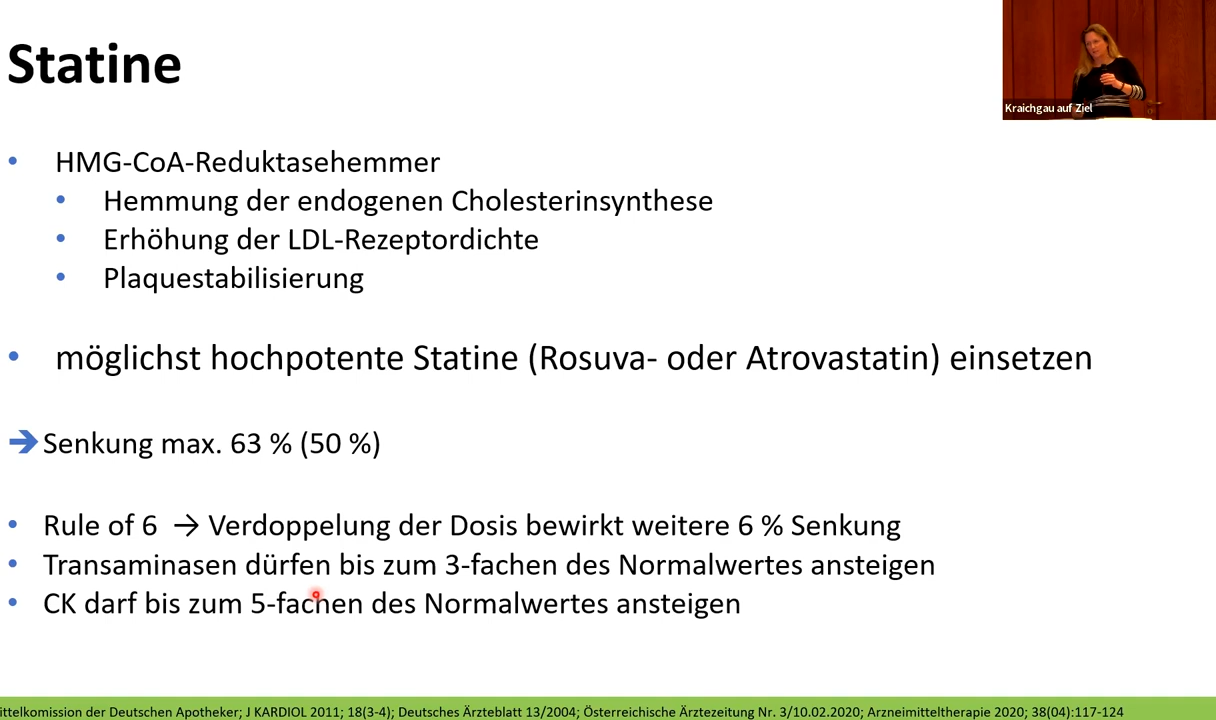 Statine
Kraichgau auf Ziel
HMG-CoA-Reduktasehemmer
Hemmung der endogenen Cholesterinsynthese
Erhöhung der LDL-Rezeptordichte
Plaquestabilisierung
möglichst hochpotente Statine (Rosuva- oder Atrovastatin) einsetzen
➔ Senkung max. 63 % (50 %)
Rule of 6 → Verdoppelung der Dosis bewirkt weitere 6 % Senkung
Transaminasen dürfen bis zum 3-fachen des Normalwertes ansteigen
CK darf bis zum 5-fachen des Normalwertes ansteigen
ittelkomission der Deutschen Apotheker; J KARDIOL 2011; 18(3-4); Deutsches Ärzteblatt 13/2004; Österreichische Ärztezeitung Nr. 3/10.02.2020; Arzneimitteltherapie 2020; 38(04):117-124